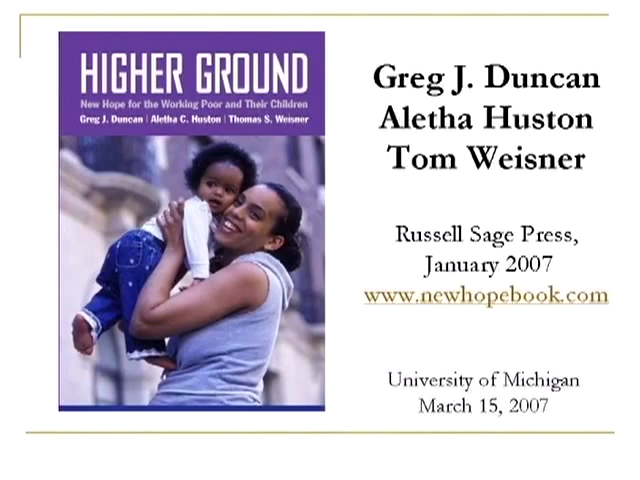 HIGHER GROUND
New Hope for the Working Poor and Their Children
Greg J. Duncan | Aletha C. Huston | Thomas S. Weisner
Greg J. Duncan
Aletha Huston
Tom Weisner
Russell Sage Press,
January 2007
www.newhopebook.com
University of Michigan
March 15, 2007